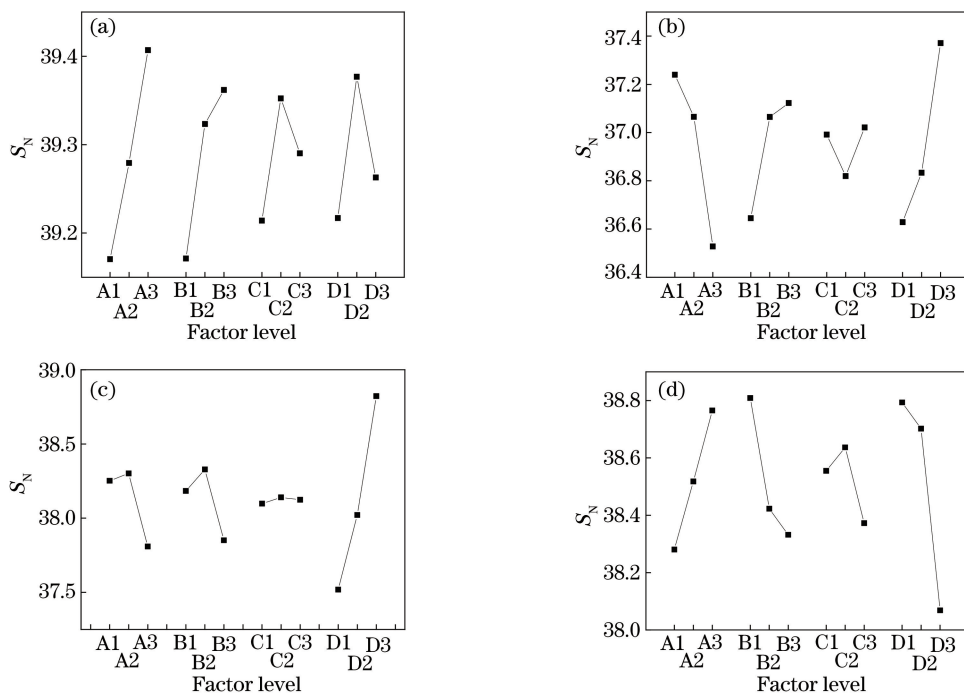 (a)
39.4
39.3
39.2
S_N
A1 A3 B1 B3 C1 C3 D1 D3
A2 B2 C2 D2
Factor level
(b)
37.4
37.2
37.0
36.8
36.6
36.4
S_N
A1 A3 B1 B3 C1 C3 D1 D3
A2 B2 C2 D2
Factor level
(c)
39.0
38.5
38.0
37.5
S_N
A1 A3 B1 B3 C1 C3 D1 D3
A2 B2 C2 D2
Factor level
(d)
38.8
38.6
38.4
38.2
38.0
S_N
A1 A3 B1 B3 C1 C3 D1 D3
A2 B2 C2 D2
Factor level